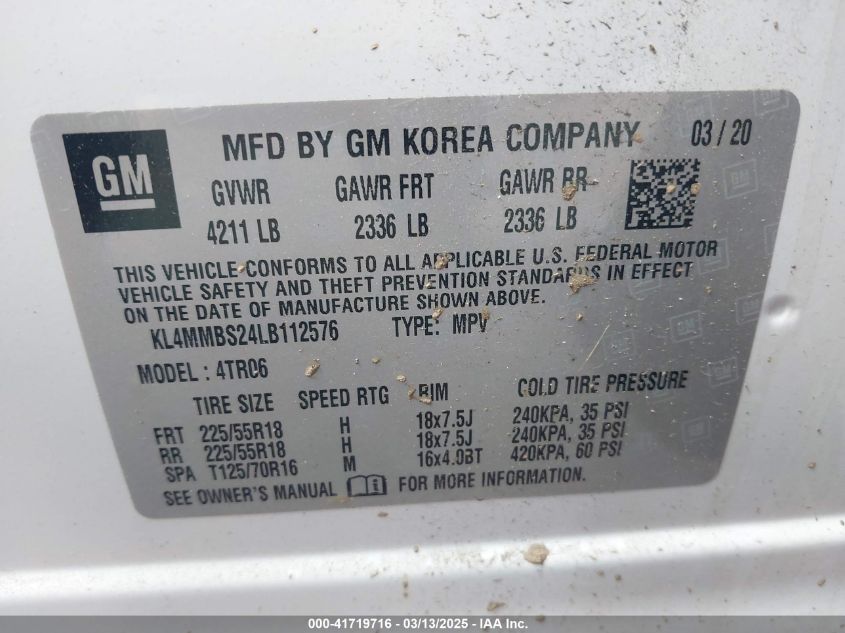 GM
MFD BY GM KOREA COMPANY 03 / 20
GVWR GAWR FRT GAWR RR
4211 LB 2336 LB 2336 LB
THIS VEHICLE CONFORMS TO ALL APPLICABLE U.S. FEDERAL MOTOR
VEHICLE SAFETY AND THEFT PREVENTION STANDARDS IN EFFECT
ON THE DATE OF MANUFACTURE SHOWN ABOVE.
KL4MMBS24LB112576 TYPE: MPV
MODEL : 4TR06
TIRE SIZE SPEED RTG RIM COLD TIRE PRESSURE
FRT 225/55R18 H 18x7.5J 240KPA, 35 PSI
RR 225/55R18 H 18x7.5J 240KPA, 35 PSI
SPA T125/70R16 M 16x4.0BT 420KPA, 60 PSI
SEE OWNER'S MANUAL FOR MORE INFORMATION.
000-41719716 - 03/13/2025 - IAA Inc.